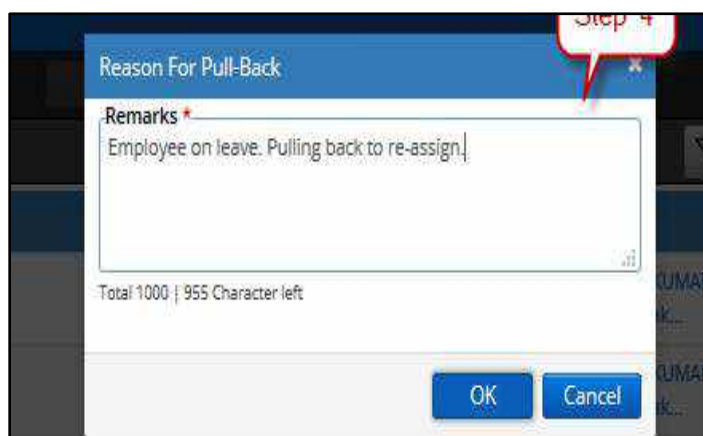 Step 4
Reason For Pull-Back
Remarks *
Employee on leave. Pulling back to re-assign.
Total 1000 | 955 Character left
OK
Cancel